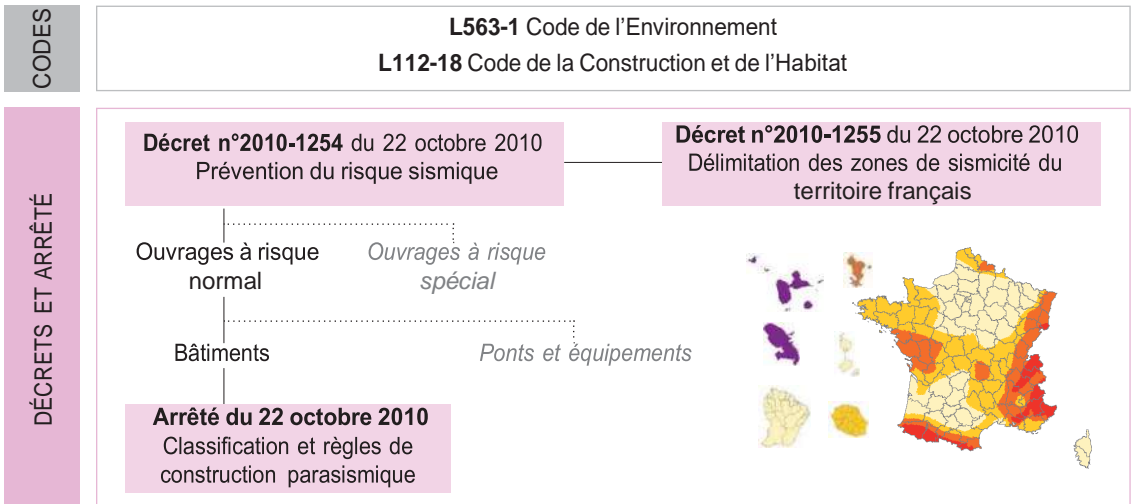 CODES
L563-1 Code de l'Environnement
L112-18 Code de la Construction et de l'Habitat
DÉCRETS ET ARRÊTÉ
Décret n°2010-1254 du 22 octobre 2010
Prévention du risque sismique
Décret n°2010-1255 du 22 octobre 2010
Délimitation des zones de sismicité du
territoire français
Ouvrages à risque
normal
Ouvrages à risque
spécial
Bâtiments
Ponts et équipements
Arrêté du 22 octobre 2010
Classification et règles de
construction parasismique